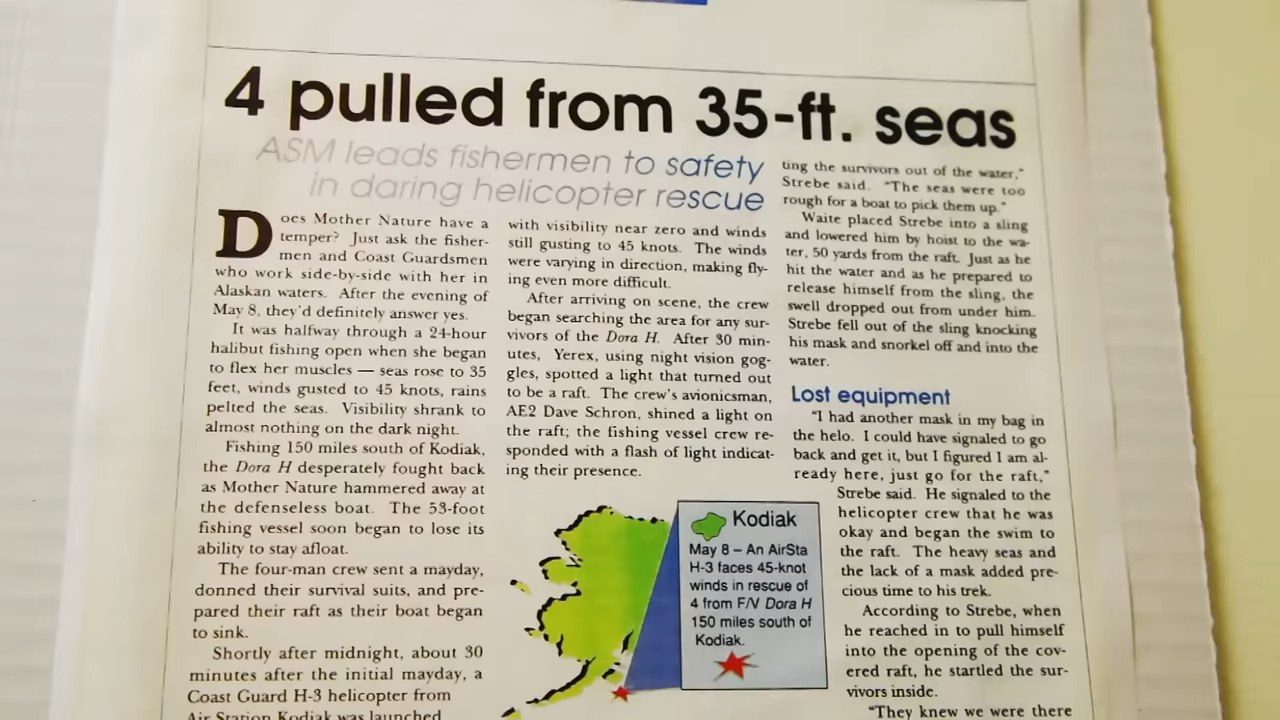 4 pulled from 35-ft. seas
ASM leads fishermen to safety
in daring helicopter rescue
Does Mother Nature have a
temper? Just ask the fisher-
men and Coast Guardsmen
who work side-by-side with her in
Alaskan waters. After the evening of
May 8, they'd definitely answer yes.
It was halfway through a 24-hour
halibut fishing open when she began
to flex her muscles — seas rose to 35
feet, winds gusted to 45 knots, rains
pelted the seas. Visibility shrank to
almost nothing on the dark night.
Fishing 150 miles south of Kodiak,
the Dora H desperately fought back
as Mother Nature hammered away at
the defenseless boat. The 53-foot
fishing vessel soon began to lose its
ability to stay afloat.
The four-man crew sent a mayday,
donned their survival suits, and pre-
pared their raft as their boat began
to sink.
Shortly after midnight, about 30
minutes after the initial mayday, a
Coast Guard H-3 helicopter from
Air Station Kodiak was launched
with visibility near zero and winds
still gusting to 45 knots. The winds
were varying in direction, making fly-
ing even more difficult.
After arriving on scene, the crew
began searching the area for any sur-
vivors of the Dora H. After 30 min-
utes, Yerex, using night vision gog-
gles, spotted a light that turned out
to be a raft. The crew's avionicsman,
AE2 Dave Schron, shined a light on
the raft; the fishing vessel crew re-
sponded with a flash of light indicat-
ing their presence.
Kodiak
May 8 – An AirSta
H-3 faces 45-knot
winds in rescue of
4 from F/V Dora H
150 miles south of
Kodiak.
ting the survivors out of the water,"
Strebe said. "The seas were too
rough for a boat to pick them up."
Waite placed Strebe into a sling
and lowered him by hoist to the wa-
ter, 50 yards from the raft. Just as he
hit the water and as he prepared to
release himself from the sling, the
swell dropped out from under him.
Strebe fell out of the sling knocking
his mask and snorkel off and into the
water.
Lost equipment
"I had another mask in my bag in
the helo. I could have signaled to go
back and get it, but I figured I am al-
ready here, just go for the raft,"
Strebe said. He signaled to the
helicopter crew that he was
okay and began the swim to
the raft. The heavy seas and
the lack of a mask added pre-
cious time to his trek.
According to Strebe, when
he reached in to pull himself
into the opening of the cov-
ered raft, he startled the sur-
vivors inside.
"They knew we were there